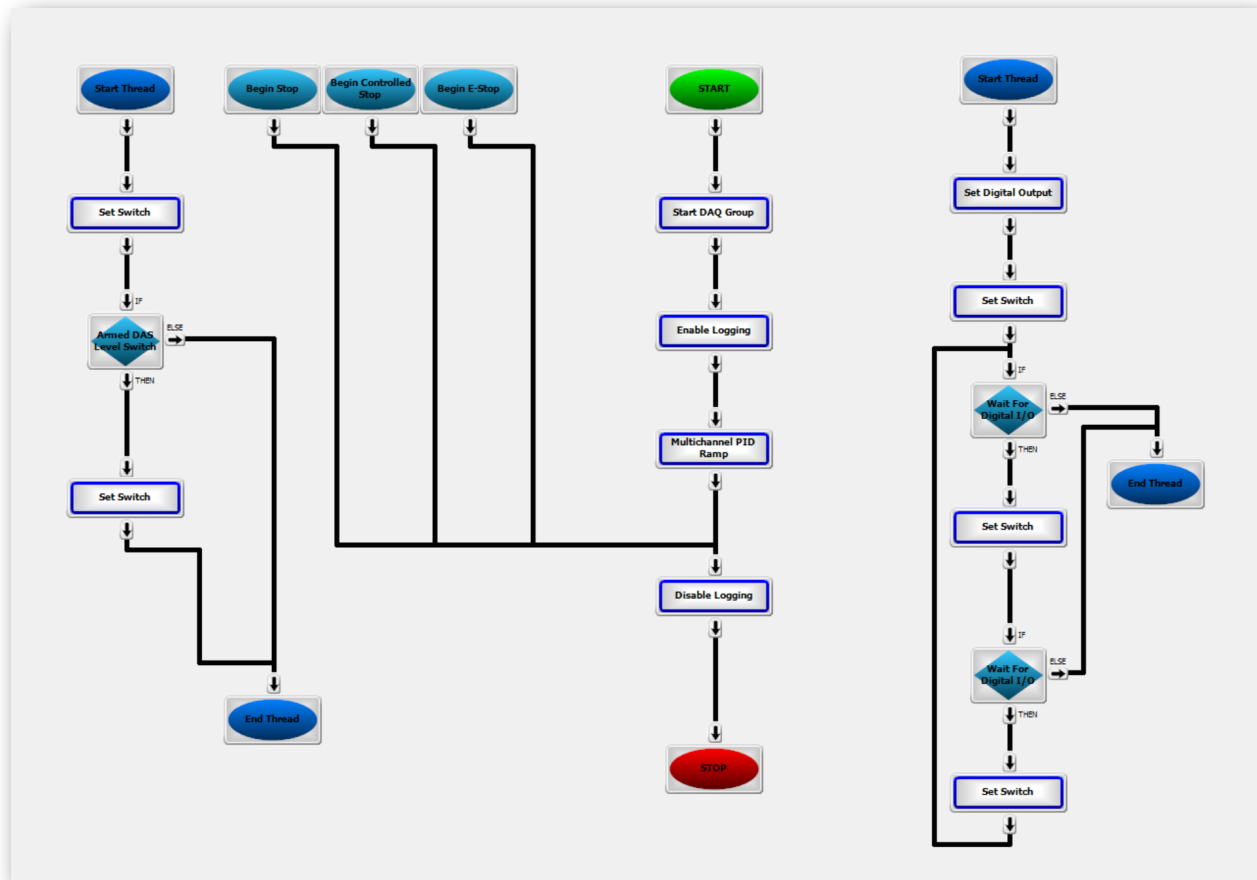 Start Thread
Set Switch
IF
Armed DAS
Level Switch
ELSE
THEN
Set Switch
End Thread
Begin Stop
Begin Controlled
Stop
Begin E-Stop
START
Start DAQ Group
Enable Logging
Multichannel PID
Ramp
Disable Logging
STOP
Start Thread
Set Digital Output
Set Switch
IF
Wait For
Digital I/O
ELSE
THEN
End Thread
Set Switch
IF
Wait For
Digital I/O
ELSE
THEN
Set Switch